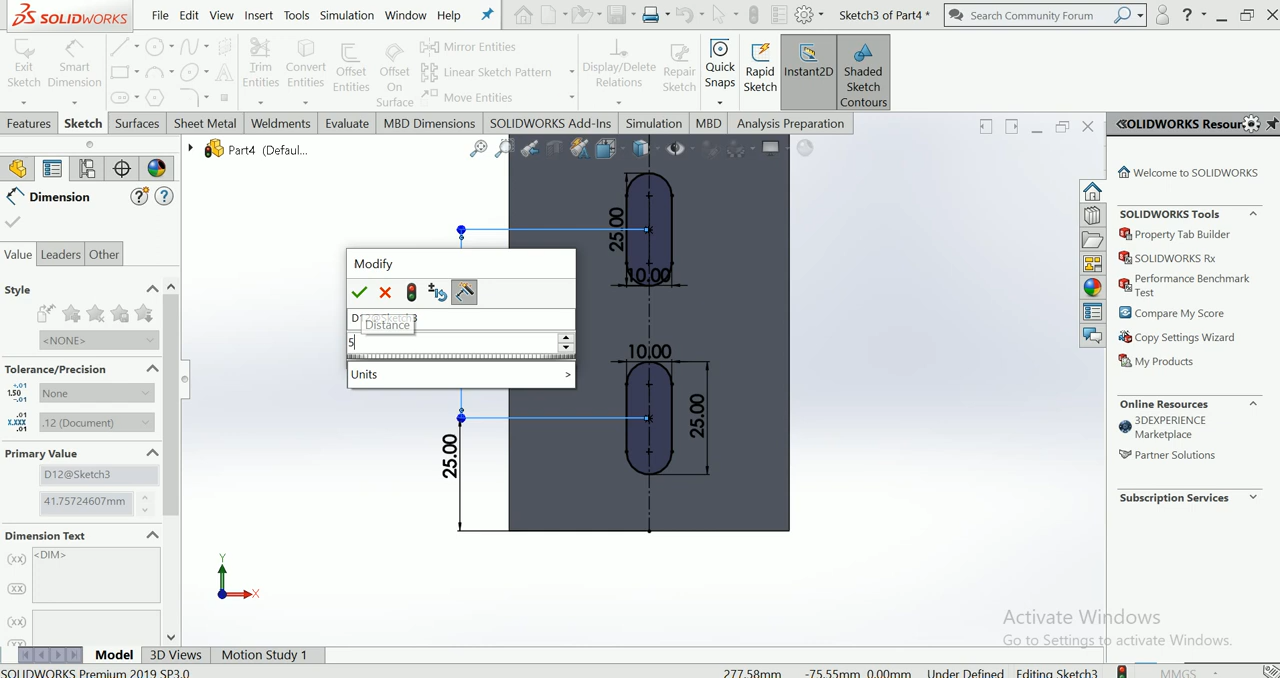 SOLIDWORKS File Edit View Insert Tools Simulation Window Help Sketch3 of Part4 * Search Community Forum ?
Exit Sketch
Smart Dimension
Trim Entities
Convert Entities
Offset Entities
Offset On Surface
Mirror Entities
Linear Sketch Pattern
Move Entities
Display/Delete Relations
Repair Sketch
Quick Snaps
Rapid Sketch
Instant2D
Shaded Sketch Contours
Features Sketch Surfaces Sheet Metal Weldments Evaluate MBD Dimensions SOLIDWORKS Add-Ins Simulation MBD Analysis Preparation
Part4 (Defaul...
Dimension
Value Leaders Other
Style
<NONE>
Tolerance/Precision
None
.12 (Document)
Primary Value
D12@Sketch3
41.75724607mm
Dimension Text
<DIM>
Modify
Distance
5
Units >
25.00
10.00
10.00
25.00
25.00
Y
X
SOLIDWORKS Resour
Welcome to SOLIDWORKS
SOLIDWORKS Tools
Property Tab Builder
SOLIDWORKS Rx
Performance Benchmark
Test
Compare My Score
Copy Settings Wizard
My Products
Online Resources
3DEXPERIENCE
Marketplace
Partner Solutions
Subscription Services
Activate Windows
Go to Settings to activate Windows.
Model 3D Views Motion Study 1
SOLIDWORKS Premium 2019 SP3.0 277.58mm -75.55mm 0.00mm Under Defined Editing Sketch3 MMGS